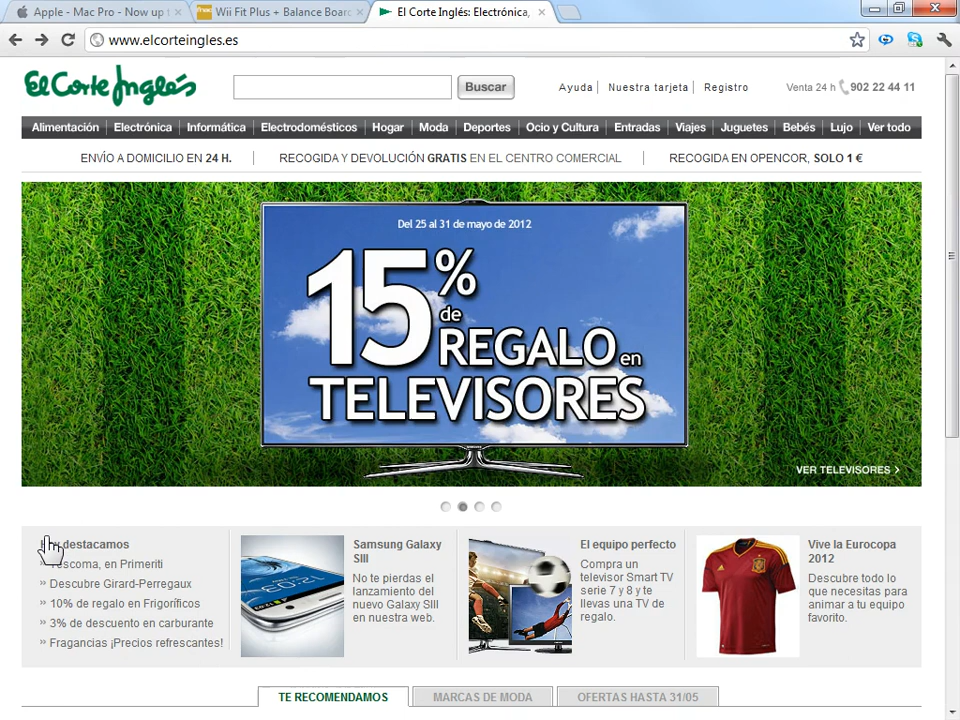 Apple - Mac Pro - Now up t
Wii Fit Plus + Balance Board
El Corte Inglés: Electrónica,
www.elcorteingles.es
El Corte Inglés
Buscar
Ayuda | Nuestra tarjeta | Registro
Venta 24 h 902 22 44 11
Alimentación | Electrónica | Informática | Electrodomésticos | Hogar | Moda | Deportes | Ocio y Cultura | Entradas | Viajes | Juguetes | Bebés | Lujo | Ver todo
ENVÍO A DOMICILIO EN 24 H. | RECOGIDA Y DEVOLUCIÓN GRATIS EN EL CENTRO COMERCIAL | RECOGIDA EN OPENCOR, SOLO 1 €
Del 25 al 31 de mayo de 2012
15%
de
REGALO en
TELEVISORES
VER TELEVISORES >
destacamos
» en Primeriti
» Descubre Girard-Perregaux
» 10% de regalo en Frigoríficos
» 3% de descuento en carburante
» Fragancias ¡Precios refrescantes!
Samsung Galaxy
SIII
No te pierdas el
lanzamiento del
nuevo Galaxy SIII
en nuestra web.
El equipo perfecto
Compra un
televisor Smart TV
serie 7 y 8 y te
llevas una TV de
regalo.
Vive la Eurocopa
2012
Descubre todo lo
que necesitas para
animar a tu equipo
favorito.
TE RECOMENDAMOS
MARCAS DE MODA
OFERTAS HASTA 31/05